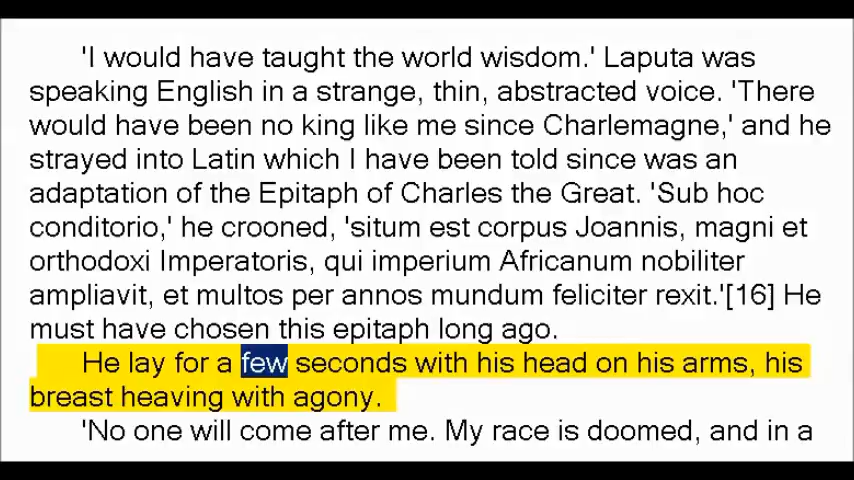 'I would have taught the world wisdom.' Laputa was
speaking English in a strange, thin, abstracted voice. 'There
would have been no king like me since Charlemagne,' and he
strayed into Latin which I have been told since was an
adaptation of the Epitaph of Charles the Great. 'Sub hoc
conditorio,' he crooned, 'situm est corpus Joannis, magni et
orthodoxi Imperatoris, qui imperium Africanum nobiliter
ampliavit, et multos per annos mundum feliciter rexit.'[16] He
must have chosen this epitaph long ago.
He lay for a few seconds with his head on his arms, his
breast heaving with agony.
'No one will come after me. My race is doomed, and in a